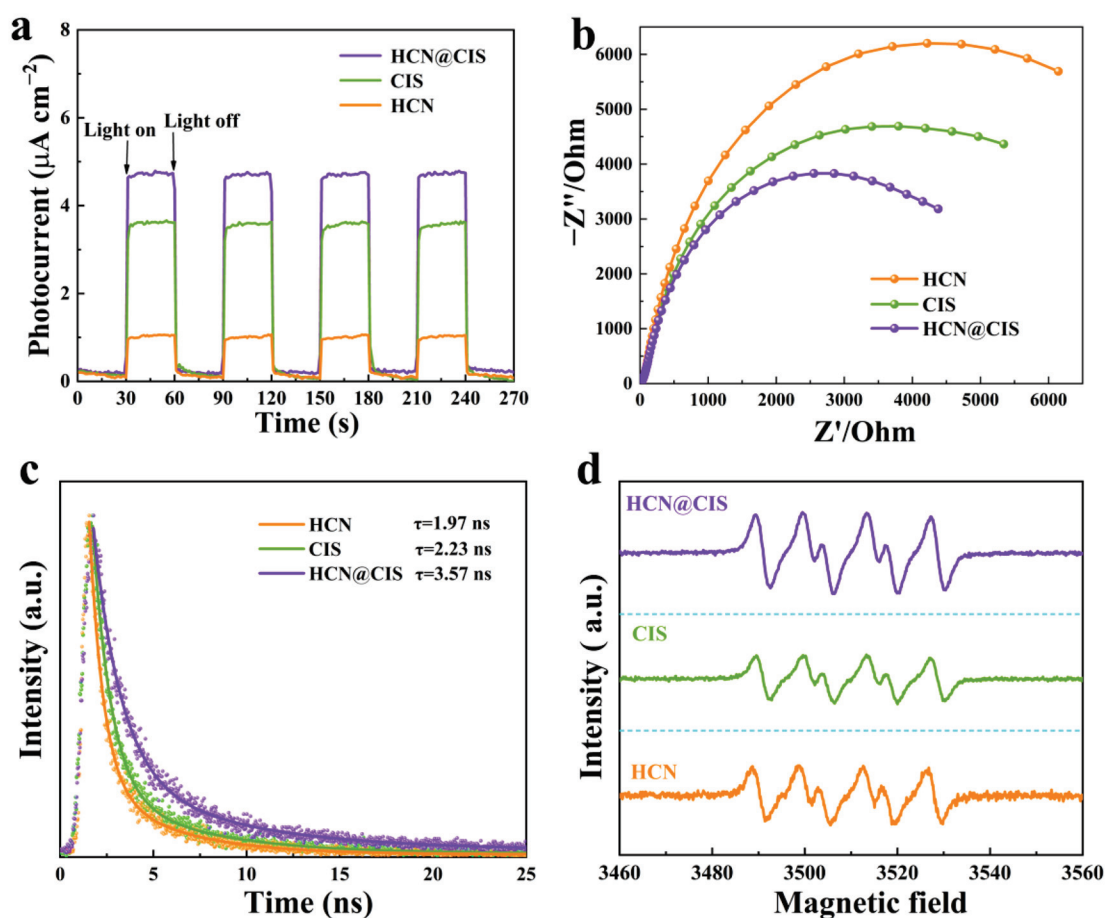 a
HCN@CIS
CIS
HCN
Light on
Light off
8
6
4
2
0
0 30 60 90 120 150 180 210 240 270
Photocurrent (μA cm⁻²)
Time (s)
b
6000
5000
4000
3000
2000
1000
0
0 1000 2000 3000 4000 5000 6000
−Z''/Ohm
Z'/Ohm
HCN
CIS
HCN@CIS
c
HCN τ=1.97 ns
CIS τ=2.23 ns
HCN@CIS τ=3.57 ns
0 5 10 15 20 25
Intensity (a.u.)
Time (ns)
d
HCN@CIS
CIS
HCN
3460 3480 3500 3520 3540 3560
Intensity ( a.u.)
Magnetic field